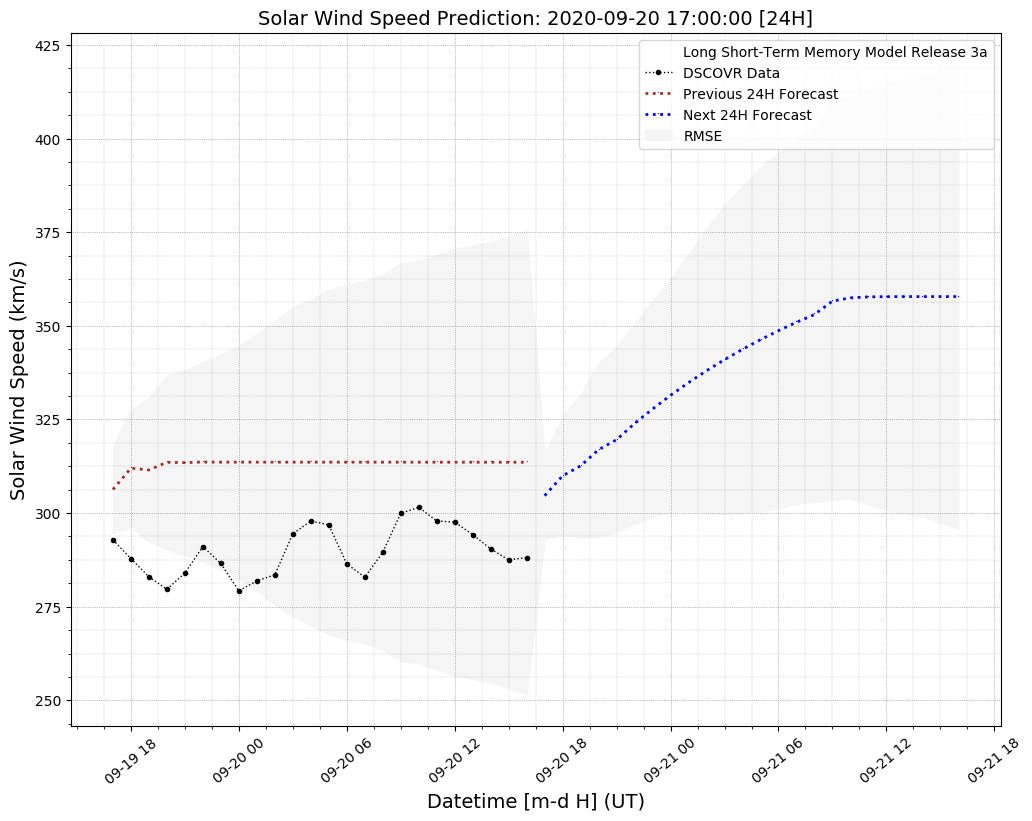 Solar Wind Speed Prediction: 2020-09-20 17:00:00 [24H]
Long Short-Term Memory Model Release 3a
DSCOVR Data
Previous 24H Forecast
Next 24H Forecast
RMSE
Solar Wind Speed (km/s)
425
400
375
350
325
300
275
250
09-19 18
09-20 00
09-20 06
09-20 12
09-20 18
09-21 00
09-21 06
09-21 12
09-21 18
Datetime [m-d H] (UT)